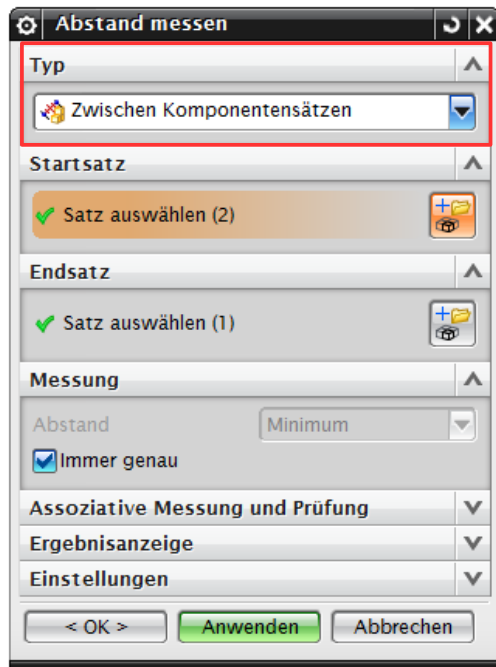 Abstand messen
Typ
Zwischen Komponentensätzen
Startsatz
Satz auswählen (2)
Endsatz
Satz auswählen (1)
Messung
Abstand Minimum
Immer genau
Assoziative Messung und Prüfung
Ergebnisanzeige
Einstellungen
< OK > Anwenden Abbrechen